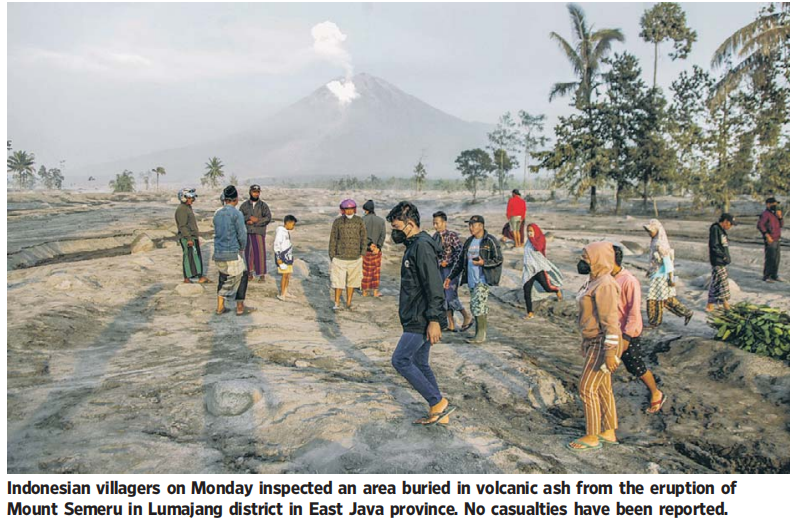 Indonesian villagers on Monday inspected an area buried in volcanic ash from the eruption of
Mount Semeru in Lumajang district in East Java province. No casualties have been reported.